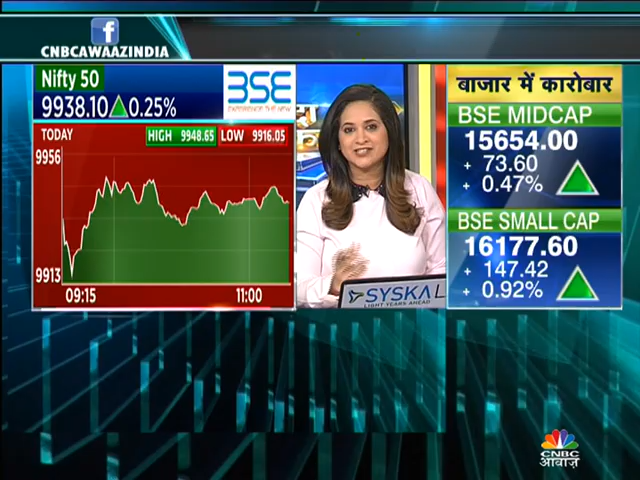 f
CNBCAWAAZINDIA
Nifty 50
9938.10 ▲ 0.25%
BSE
EXPERIENCE THE NEW
TODAY
HIGH 9948.65 LOW 9916.05
9956
9913
09:15 11:00
SYSKA L
LIGHT YEARS AHEAD
बाजार में कारोबार
BSE MIDCAP
15654.00
+ 73.60
+ 0.47%
BSE SMALL CAP
16177.60
+ 147.42
+ 0.92%
CNBC
आवाज़